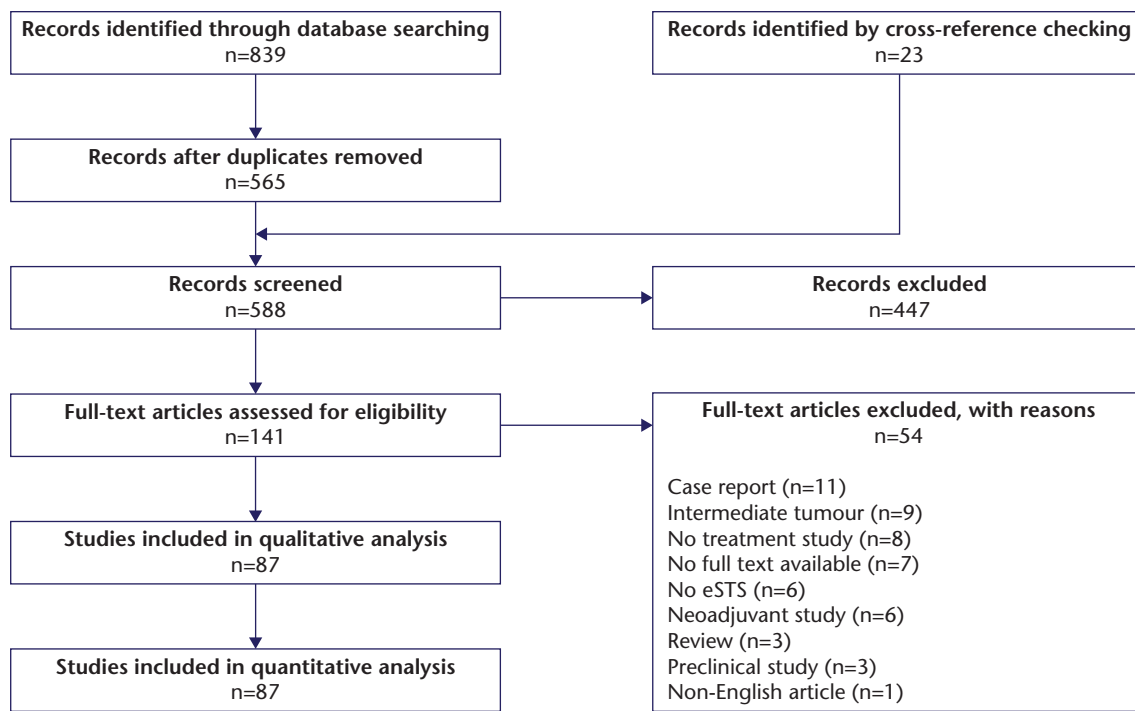 Records identified through database searching
n=839
Records identified by cross-reference checking
n=23
Records after duplicates removed
n=565
Records screened
n=588
Records excluded
n=447
Full-text articles assessed for eligibility
n=141
Full-text articles excluded, with reasons
n=54
Case report (n=11)
Intermediate tumour (n=9)
No treatment study (n=8)
No full text available (n=7)
No eSTS (n=6)
Neoadjuvant study (n=6)
Review (n=3)
Preclinical study (n=3)
Non-English article (n=1)
Studies included in qualitative analysis
n=87
Studies included in quantitative analysis
n=87